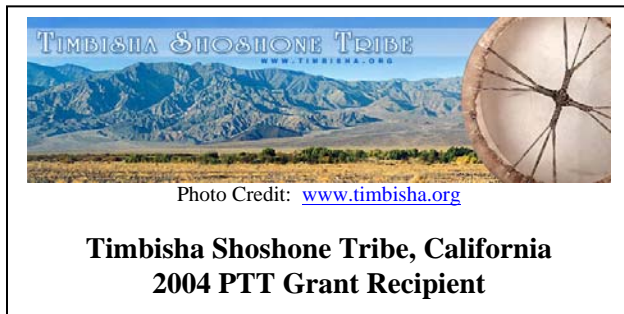 TIMBISHA SHOSHONE TRIBE
WWW.TIMBISHA.ORG
Photo Credit: www.timbisha.org
Timbisha Shoshone Tribe, California
2004 PTT Grant Recipient